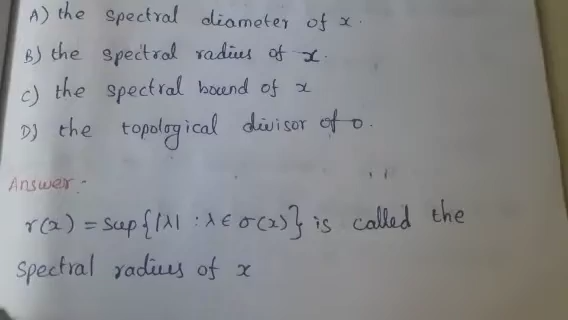 A) the spectral diameter of x.
B) the spectral radius of x.
C) the spectral bound of x
D) the topological divisor of 0.
Answer:-
r(x) = sup{|λ| : λ ∈ σ(x)} is called the
spectral radius of x